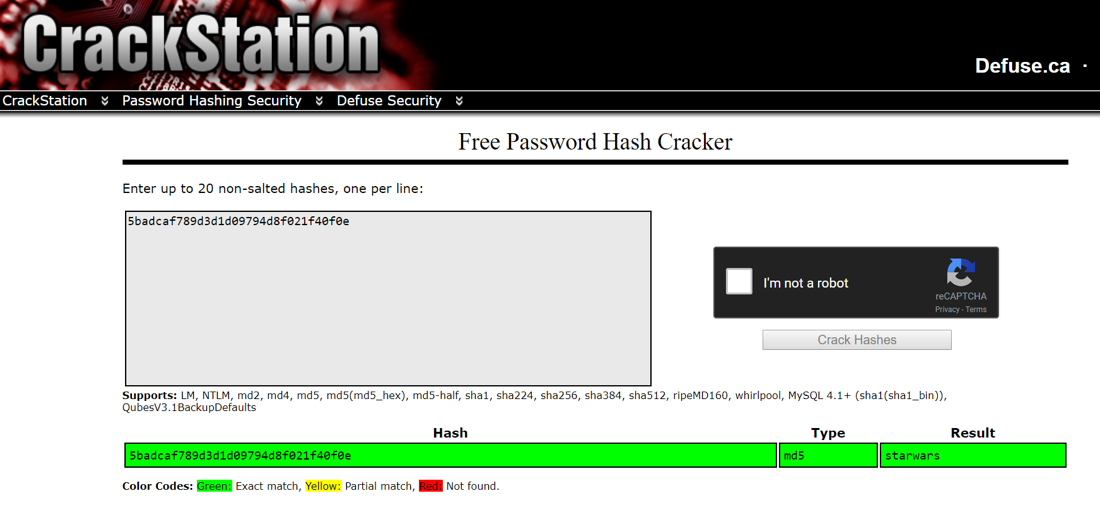 CrackStation
Defuse.ca ·
CrackStation Password Hashing Security Defuse Security
Free Password Hash Cracker
Enter up to 20 non-salted hashes, one per line:
5badcaf789d3d1d09794d8f021f40f0e
I'm not a robot
reCAPTCHA
Privacy - Terms
Crack Hashes
Supports: LM, NTLM, md2, md4, md5, md5(md5_hex), md5-half, sha1, sha224, sha256, sha384, sha512, ripeMD160, whirlpool, MySQL 4.1+ (sha1(sha1_bin)),
QubesV3.1BackupDefaults
Hash Type Result
5badcaf789d3d1d09794d8f021f40f0e md5 starwars
Color Codes: Green: Exact match, Yellow: Partial match, Red: Not found.